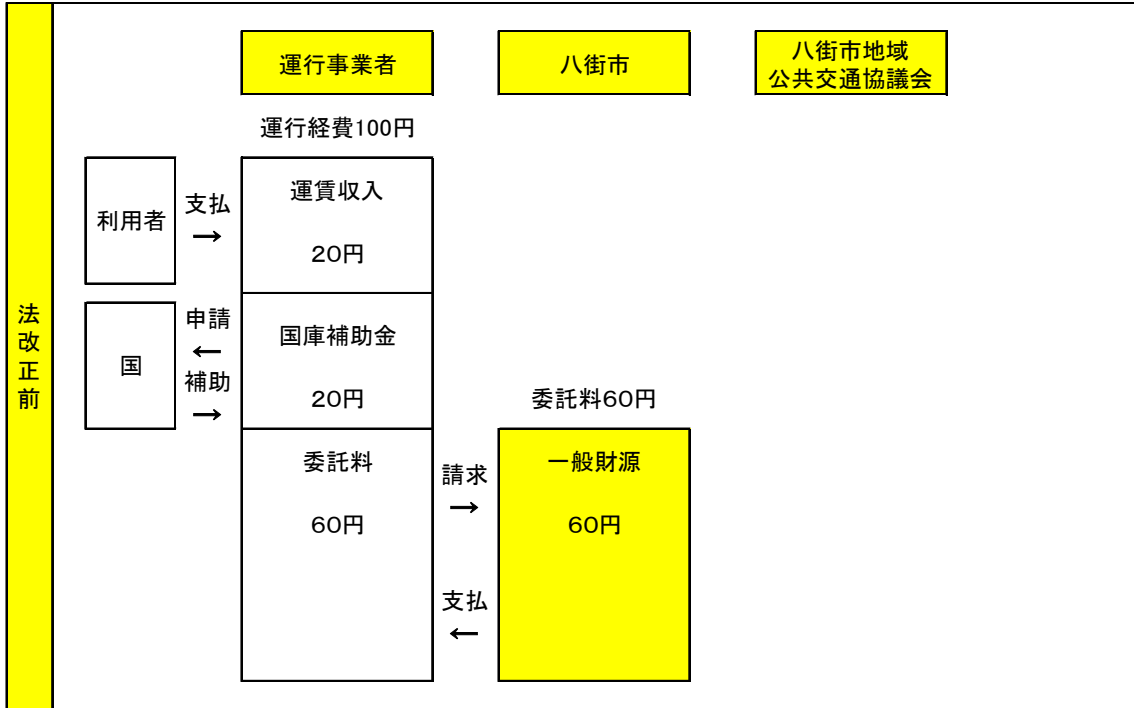 運行事業者
八街市
八街市地域
公共交通協議会
運行経費100円
利用者
支払
→
運賃収入
20円
法改正前
国
申請
←
補助
→
国庫補助金
20円
委託料60円
委託料
60円
請求
→
支払
←
一般財源
60円